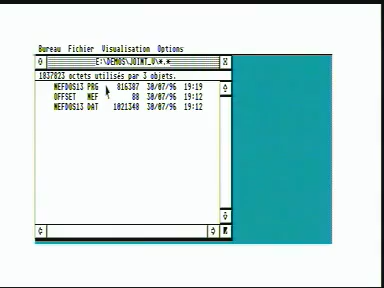 Bureau Fichier Visualisation Options
E:\DEMOS\JOINT_V\*.*
1837823 octets utilisés par 3 objets.
NEFDOS13 PRG 816387 30/07/96 19:19
OFFSET NEF 88 30/07/96 19:12
NEFDOS13 DAT 1021348 30/07/96 19:12